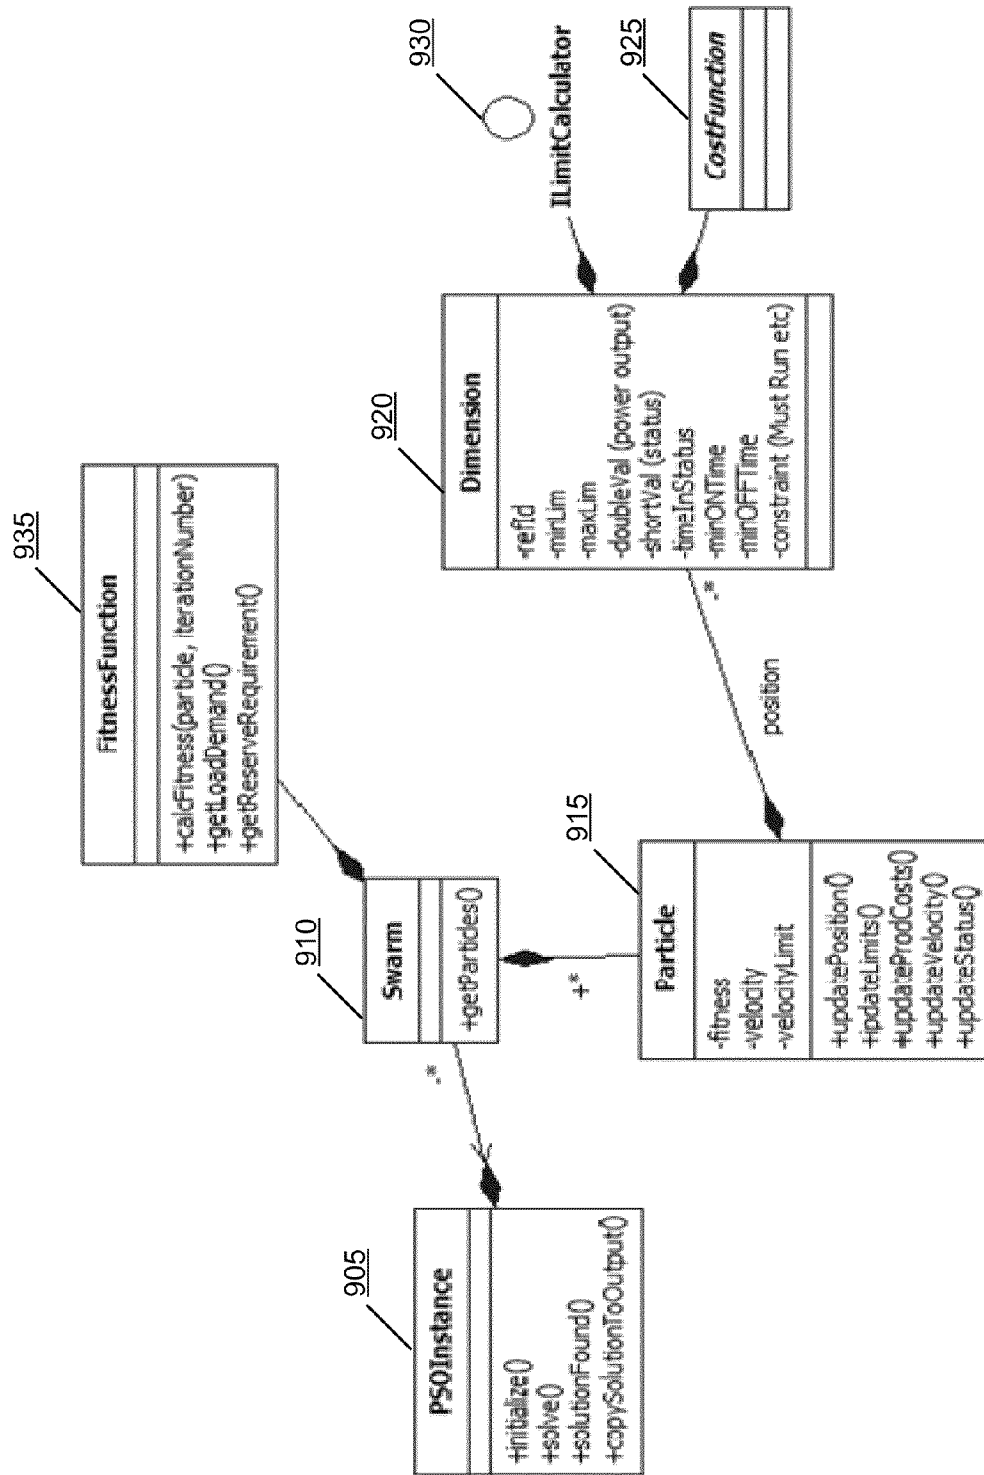 935
FitnessFunction
+calcFitness(particle, iterationNumber)
+getLoadDemand()
+getReserveRequirement()
905
PSOInstance
+initialize()
+solve()
+solutionFound()
+copySolutionToOutput()
-*
910
Swarm
+getParticles()
+*
915
Particle
-fitness
-velocity
-velocityLimit
+updatePosition()
+ipdateLimits()
+updateProdCosts()
+updateVelocity()
+updateStatus()
position
-*
920
Dimension
-refId
-minLim
-maxLim
-doubleVal (power output)
-shortVal (status)
-timeInStatus
-minONTime
-minOFFTime
-constraint (Must Run etc)
930
ILimitCalculator
925
CostFunction